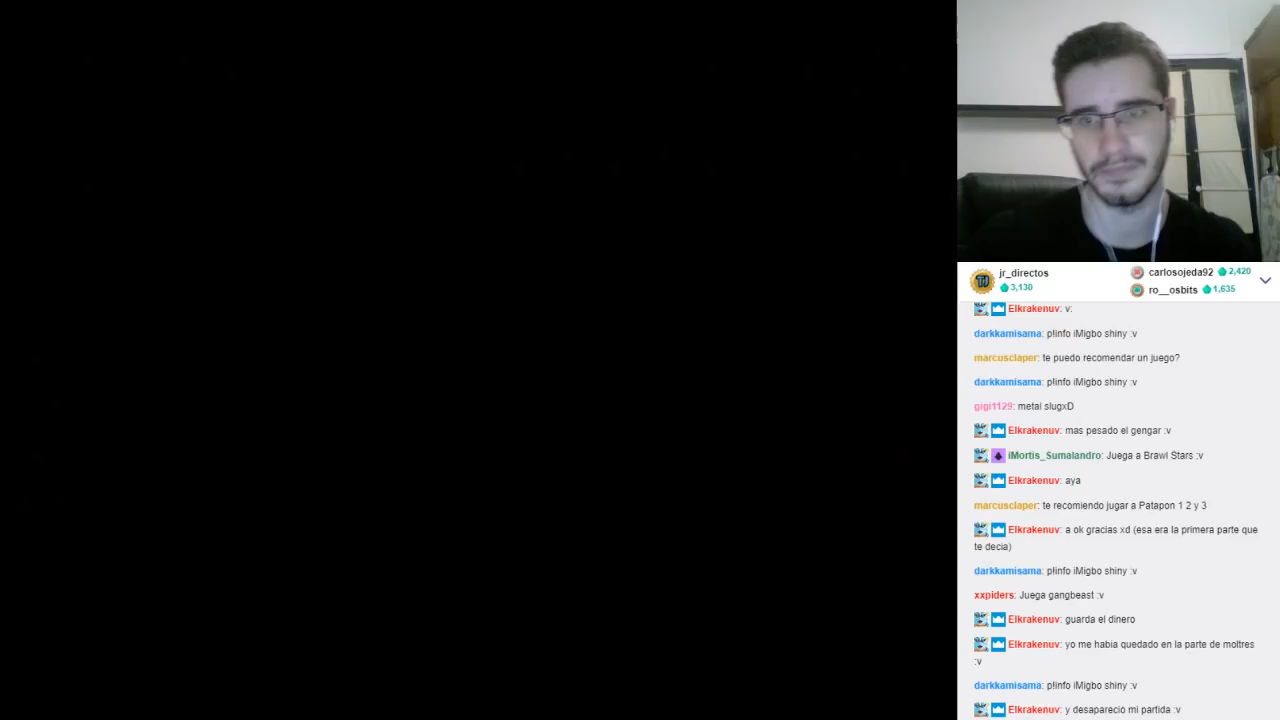 jr_directos
3,130
carlosojeda92 2,420
ro__osbits 1,635
Elkrakenuv: v:
darkkamisama: p!info iMigbo shiny :v
marcusclaper: te puedo recomendar un juego?
darkkamisama: p!info iMigbo shiny :v
gigi1129: metal slugxD
Elkrakenuv: mas pesado el gengar :v
iMortis_Sumalandro: Juega a Brawl Stars :v
Elkrakenuv: aya
marcusclaper: te recomiendo jugar a Patapon 1 2 y 3
Elkrakenuv: a ok gracias xd (esa era la primera parte que
te decia)
darkkamisama: p!info iMigbo shiny :v
xxpiders: Juega gangbeast :v
Elkrakenuv: guarda el dinero
Elkrakenuv: yo me habia quedado en la parte de moltres
:v
darkkamisama: p!info iMigbo shiny :v
Elkrakenuv: y desaparecio mi partida :v